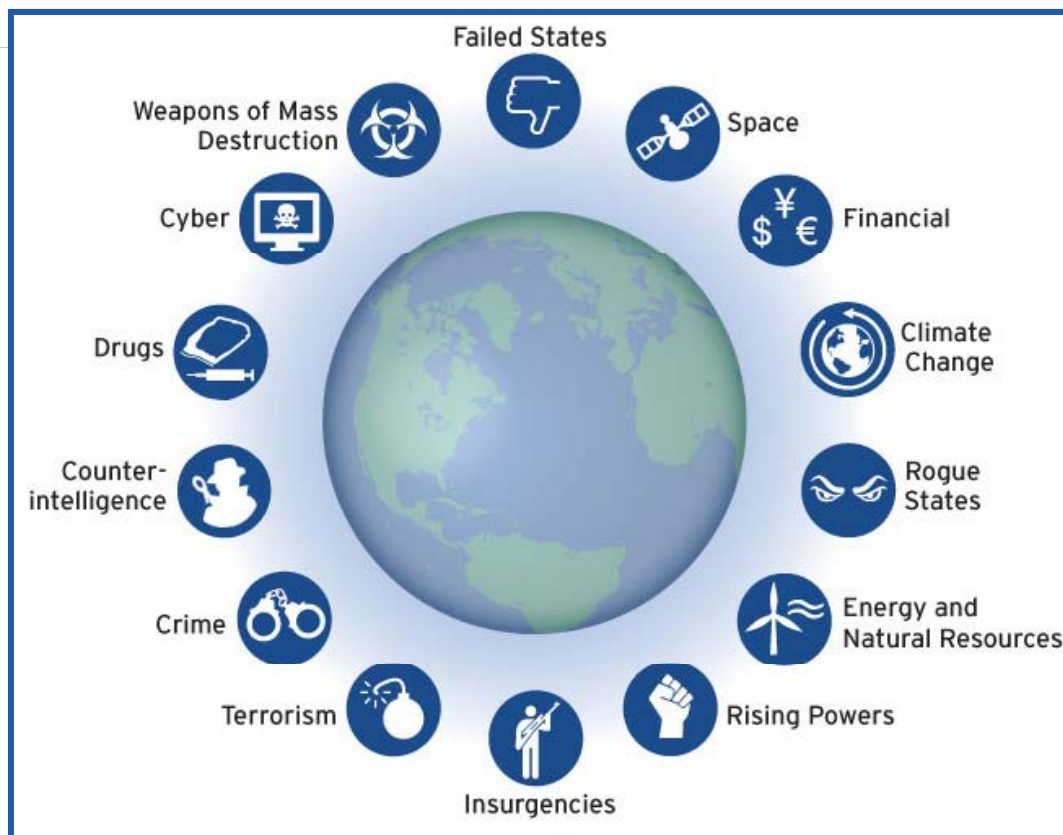 Failed States
Space
¥
$ €
Financial
Climate
Change
Rogue
States
Energy and
Natural Resources
Rising Powers
Insurgencies
Terrorism
Crime
Counter-
intelligence
Drugs
Cyber
Weapons of Mass
Destruction